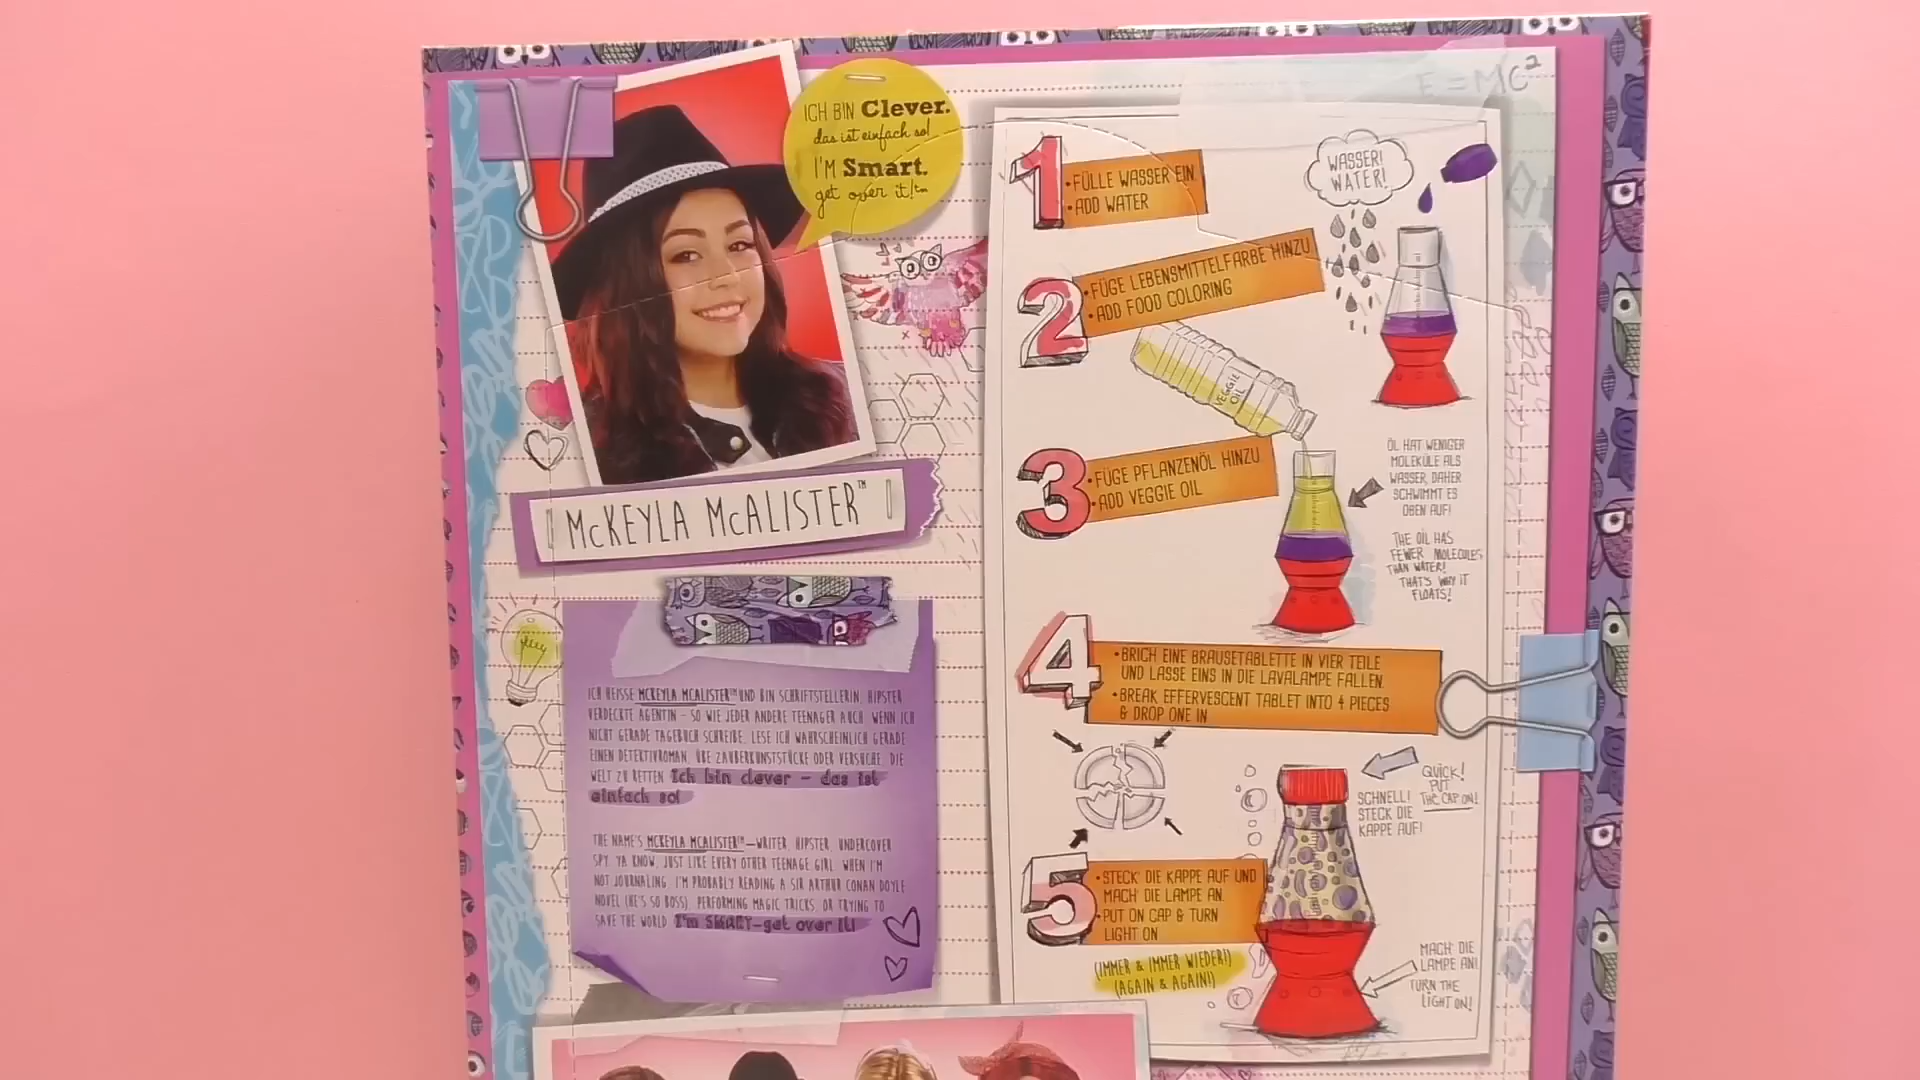 ICH BIN Clever.
das ist einfach so!
I'M Smart.
get over it!™
McKEYLA McALISTER™
ICH HEISSE MCKEYLA MCALISTER™ UND BIN SCHRIFTSTELLERIN, HIPSTER,
VERDECKTE AGENTIN – SO WIE JEDER ANDERE TEENAGER AUCH. WENN ICH
NICHT GERADE TAGEBUCH SCHREIBE, LESE ICH WAHRSCHEINLICH GERADE
EINEN DETEKTIVROMAN, ÜBE ZAUBERKUNSTSTÜCKE ODER VERSUCHE, DIE
WELT ZU RETTEN. Ich bin clever – das ist
einfach so!
THE NAME'S MCKEYLA MCALISTER™—WRITER, HIPSTER, UNDERCOVER
SPY. YA KNOW, JUST LIKE EVERY OTHER TEENAGE GIRL. WHEN I'M
NOT JOURNALING, I'M PROBABLY READING A SIR ARTHUR CONAN DOYLE
NOVEL (HE'S SO BOSS), PERFORMING MAGIC TRICKS, OR TRYING TO
SAVE THE WORLD. I'm SMART—get over it!
E=MC²
1
•FÜLLE WASSER EIN
•ADD WATER
WASSER!
WATER!
2
•FÜGE LEBENSMITTELFARBE HINZU
•ADD FOOD COLORING
VEGGIE
OIL
3
•FÜGE PFLANZENÖL HINZU
•ADD VEGGIE OIL
ÖL HAT WENIGER
MOLEKÜLE ALS
WASSER, DAHER
SCHWIMMT ES
OBEN AUF!
THE OIL HAS
FEWER MOLECULES
THAN WATER!
THAT'S WHY IT
FLOATS!
4
•BRICH EINE BRAUSETABLETTE IN VIER TEILE
UND LASSE EINS IN DIE LAVALAMPE FALLEN.
•BREAK EFFERVESCENT TABLET INTO 4 PIECES
& DROP ONE IN
QUICK!
PUT
THE CAP ON!
SCHNELL!
STECK DIE
KAPPE AUF!
5
•STECK' DIE KAPPE AUF UND
MACH' DIE LAMPE AN.
•PUT ON CAP & TURN
LIGHT ON
(IMMER & IMMER WIEDER!)
(AGAIN & AGAIN!)
MACH' DIE
LAMPE AN!
TURN THE
LIGHT ON!